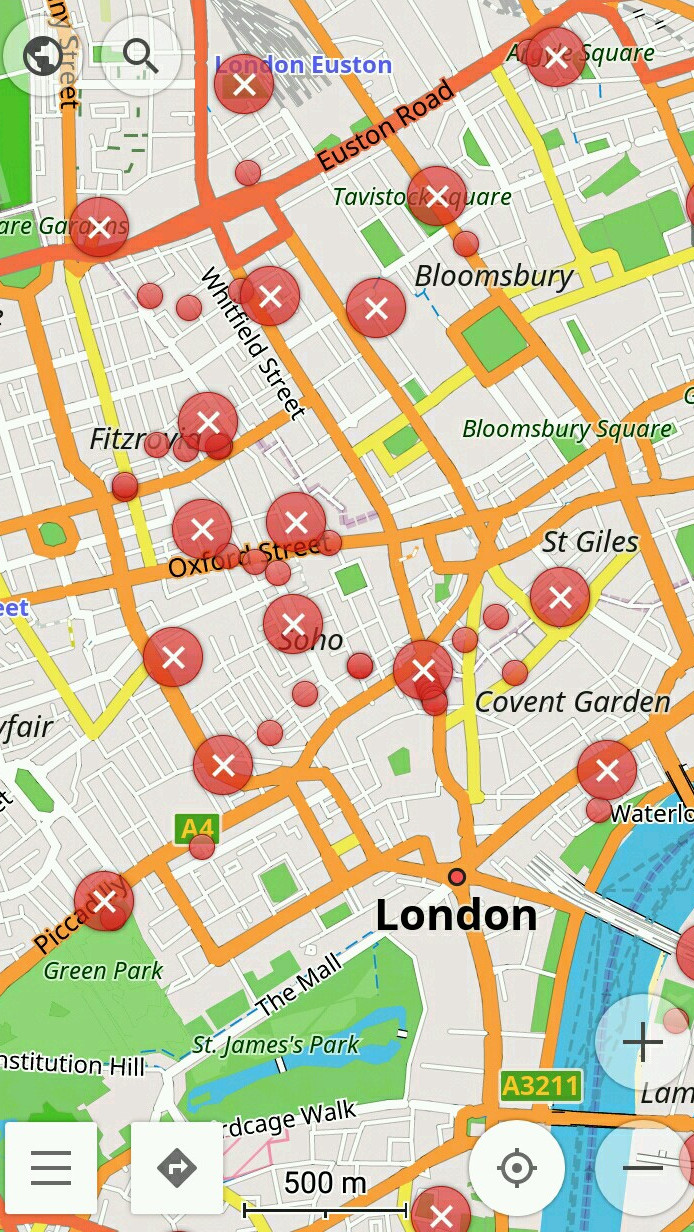 ny Street
London Euston
Argyle Square
Euston Road
Tavistock Square
are Gardens
Bloomsbury
Whitfield Street
Bloomsbury Square
Fitzrovia
St Giles
Oxford Street
eet
Soho
Covent Garden
yfair
et
A4
Waterlo
London
Piccadilly
Green Park
The Mall
St. James's Park
nstitution Hill
A3211
Lam
rdcage Walk
500 m